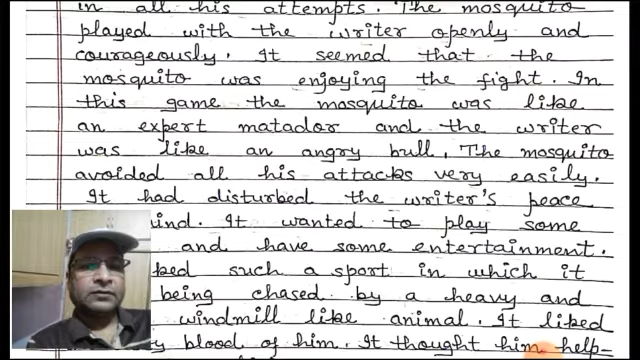 in all his attempts. The mosquito
played with the writer openly and
courageously. It seemed that the
mosquito was enjoying the fight. In
this game the mosquito was like
an expert matador and the writer
was like an angry bull. The mosquito
avoided all his attacks very easily.
It had disturbed the writer's peace
ind. It wanted to play some
and have some entertainment.
ked such a sport in which it
being chased by a heavy and
windmill like animal. It liked
blood of him. It thought him help-